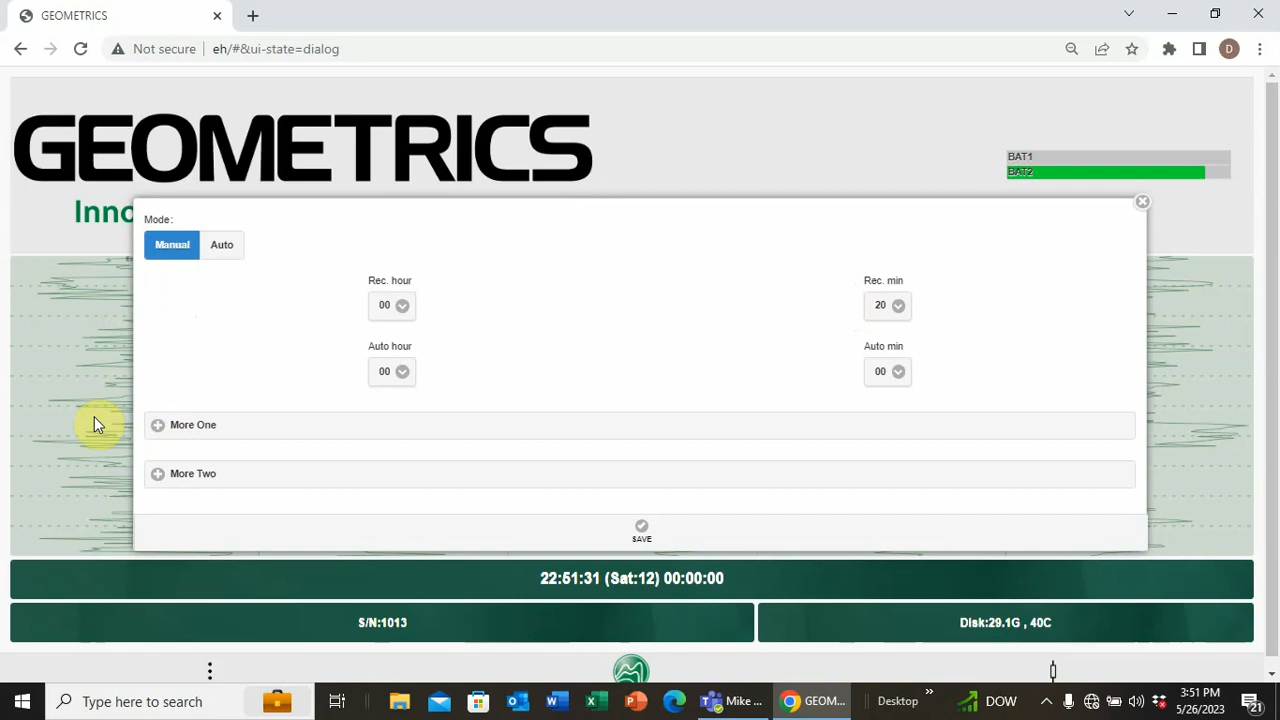 GEOMETRICS
Not secure eh/#&ui-state=dialog
D
GEOMETRICS
Inno
BAT1
BAT2
Mode:
Manual Auto
Rec. hour Rec. min
00 20
Auto hour Auto min
00 00
More One
More Two
SAVE
22:51:31 (Sat:12) 00:00:00
S/N:1013 Disk:29.1G , 40C
Type here to search
Mike ... GEOM... Desktop » DOW
3:51 PM
5/26/2023
21